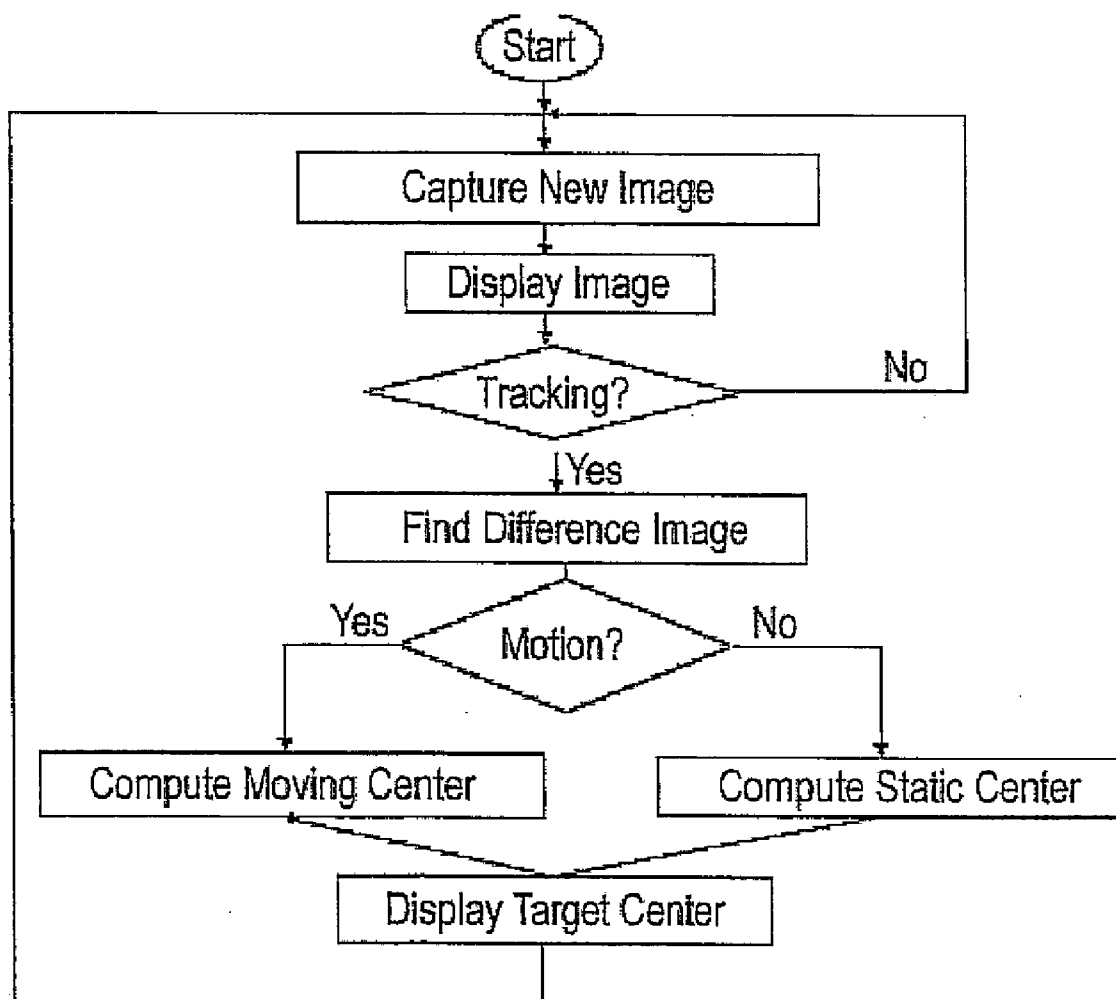 Start
Capture New Image
Display Image
Tracking?
No
Yes
Find Difference Image
Yes
Motion?
No
Compute Moving Center
Compute Static Center
Display Target Center